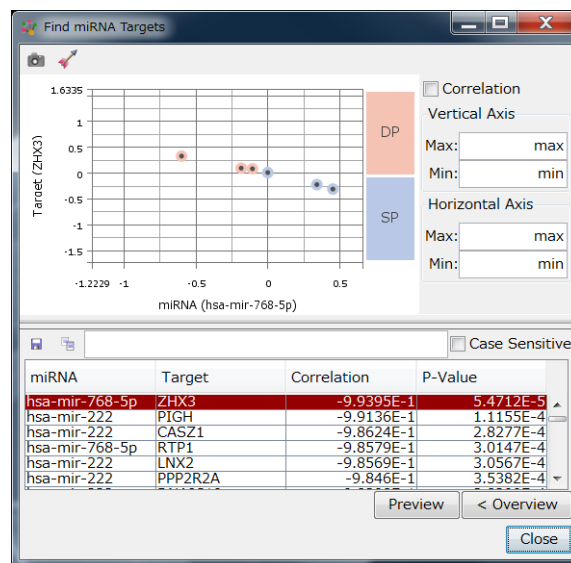 Find miRNA Targets
Correlation
Vertical Axis
Max: max
Min: min
Horizontal Axis
Max: max
Min: min
1.6335
1
0.5
0
-0.5
-1
-1.5
Target (ZHX3)
-1.2229 -1 -0.5 0 0.5
miRNA (hsa-mir-768-5p)
DP
SP
Case Sensitive
miRNA Target Correlation P-Value
hsa-mir-768-5p ZHX3 -9.9395E-1 5.4712E-5
hsa-mir-222 PIGH -9.9136E-1 1.1155E-4
hsa-mir-222 CASZ1 -9.8624E-1 2.8277E-4
hsa-mir-768-5p RTP1 -9.8579E-1 3.0147E-4
hsa-mir-222 LNX2 -9.8569E-1 3.0567E-4
hsa-mir-222 PPP2R2A -9.846E-1 3.5382E-4
Preview < Overview
Close